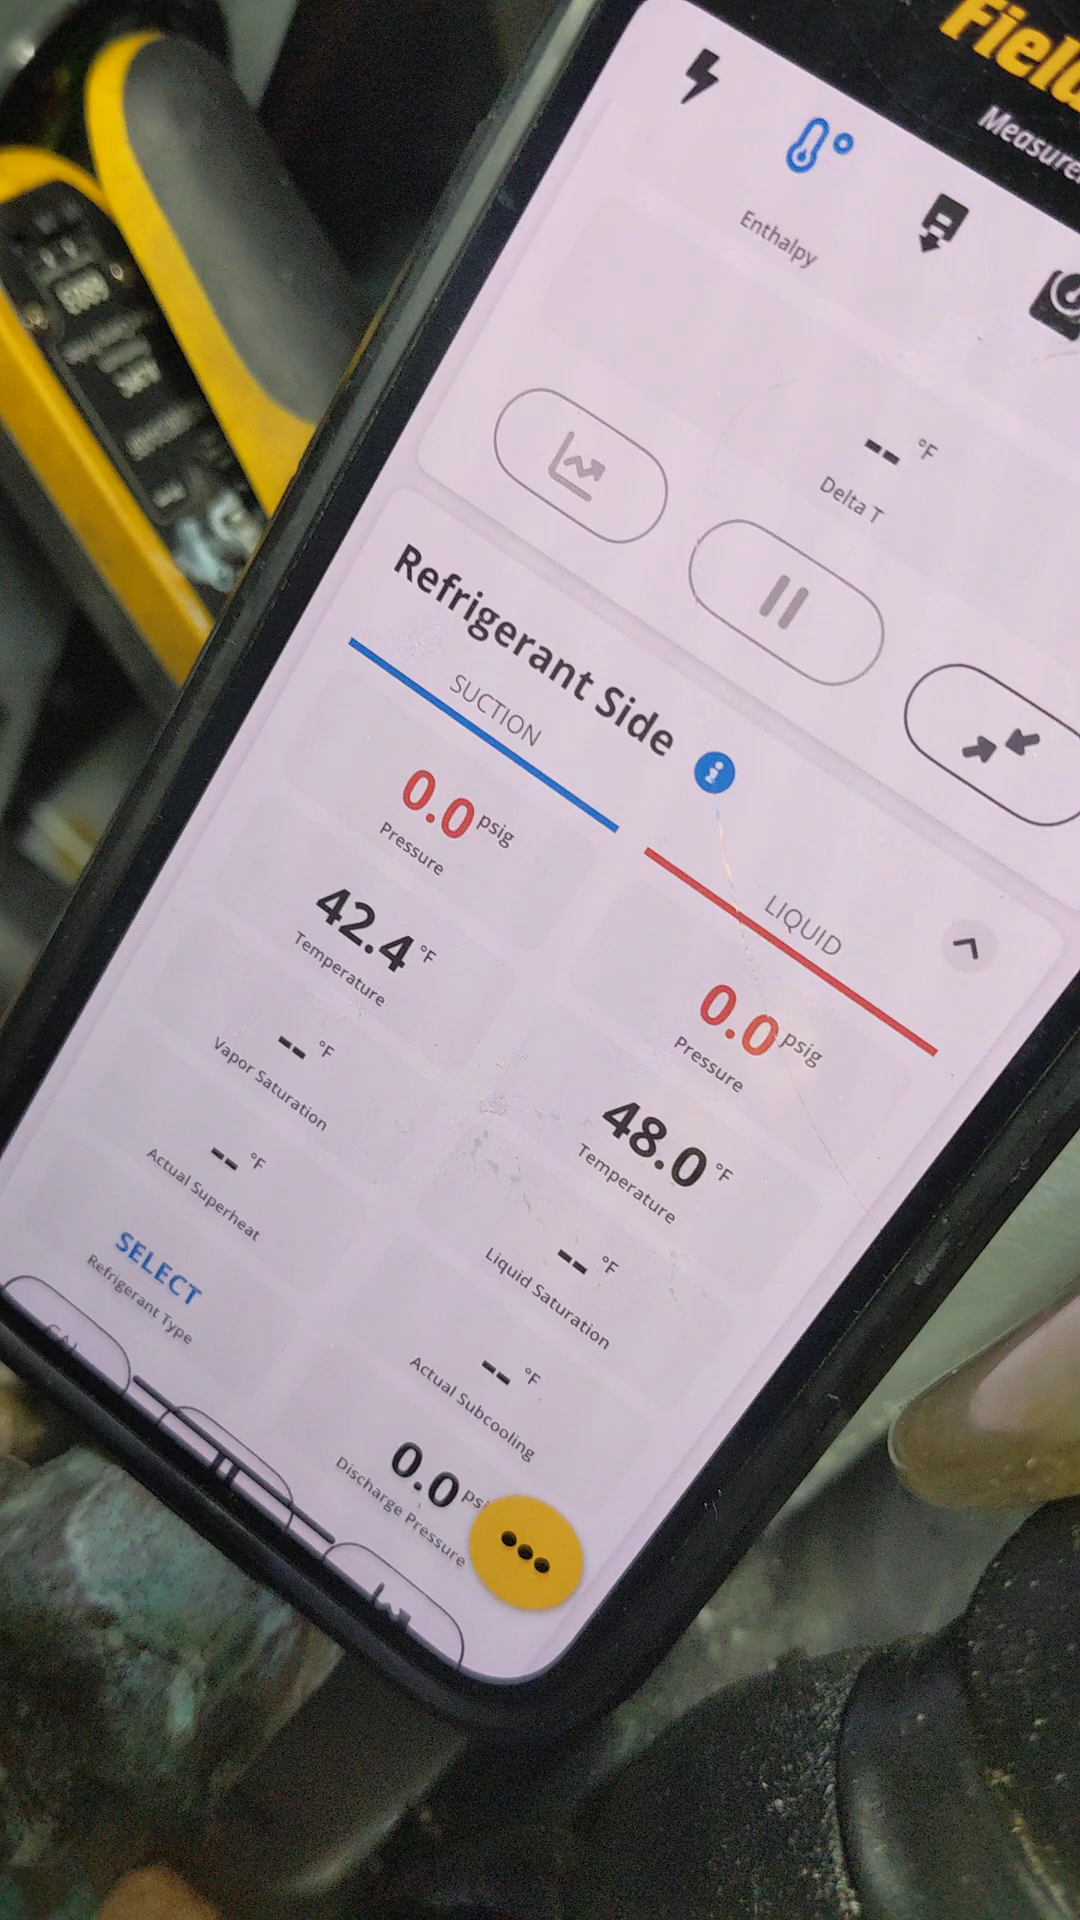 Field
Measure
Enthalpy
-- °F
Delta T
Refrigerant Side
SUCTION
0.0 psig
Pressure
42.4 °F
Temperature
-- °F
Vapor Saturation
-- °F
Actual Superheat
SELECT
Refrigerant Type
LIQUID
0.0 psig
Pressure
48.0 °F
Temperature
-- °F
Liquid Saturation
-- °F
Actual Subcooling
0.0 psi
Discharge Pressure